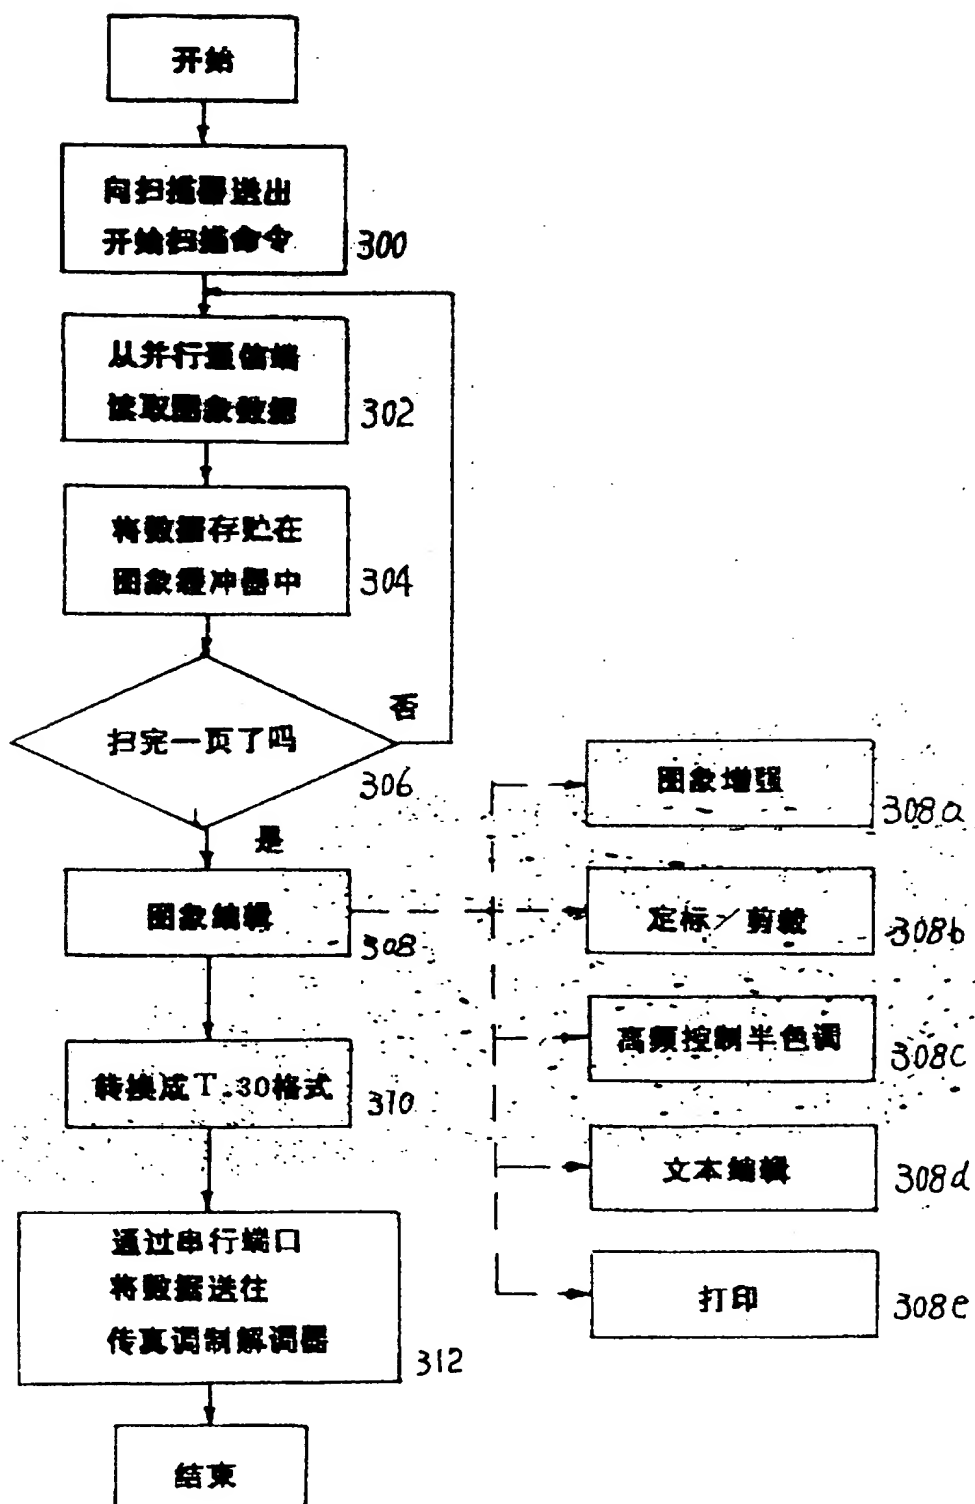 开始
向扫描器送出
开始扫描命令
300
从并行通信端
读取图象数据
302
将数据存贮在
图象缓冲器中
304
扫完一页了吗
306
否
是
图象编辑
308
图象增强
308a
定标/剪裁
308b
高频控制半色调
308c
文本编辑
308d
打印
308e
转换成T.30格式
310
通过串行端口
将数据送往
传真调制解调器
312
结束